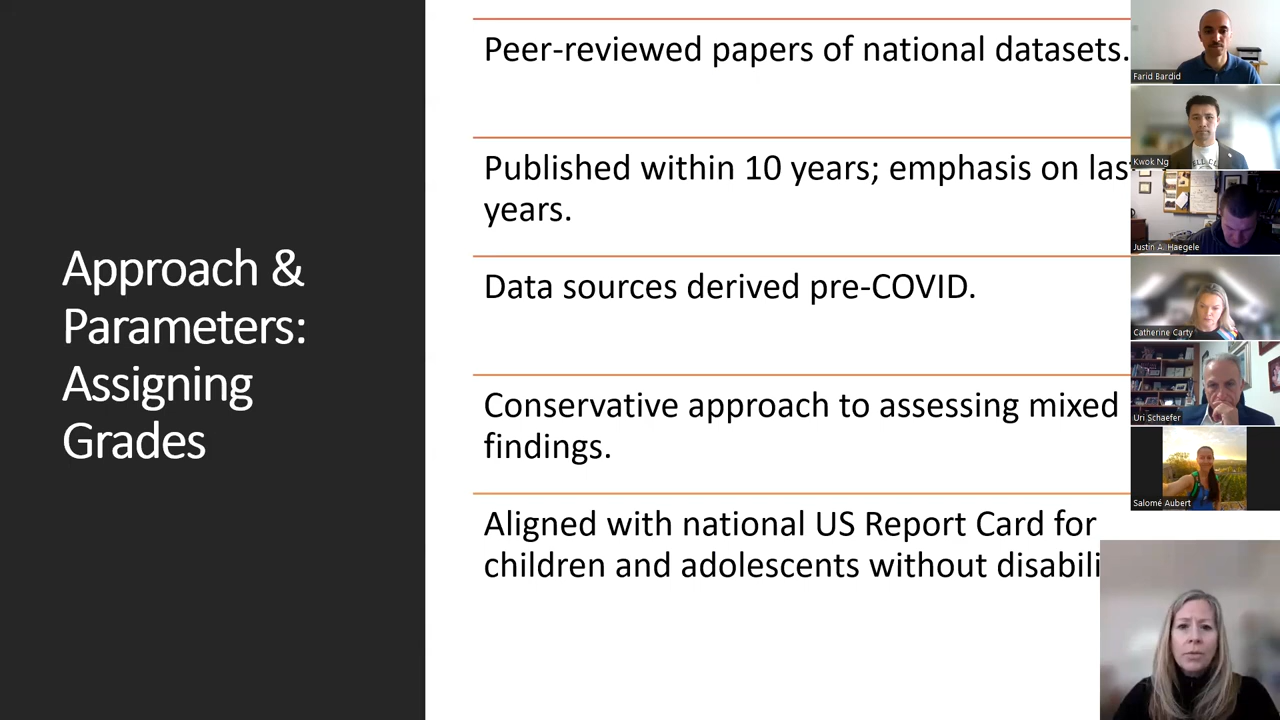 Approach &
Parameters:
Assigning
Grades
Peer-reviewed papers of national datasets.
Published within 10 years; emphasis on
years.
Data sources derived pre-COVID.
Conservative approach to assessing mixed
findings.
Aligned with national US Report Card for
children and adolescents without
Farid Bardid
Kwok Ng
Justin A. Haegele
Catherine Carty
Uri Schaefer
Salomé Aubert